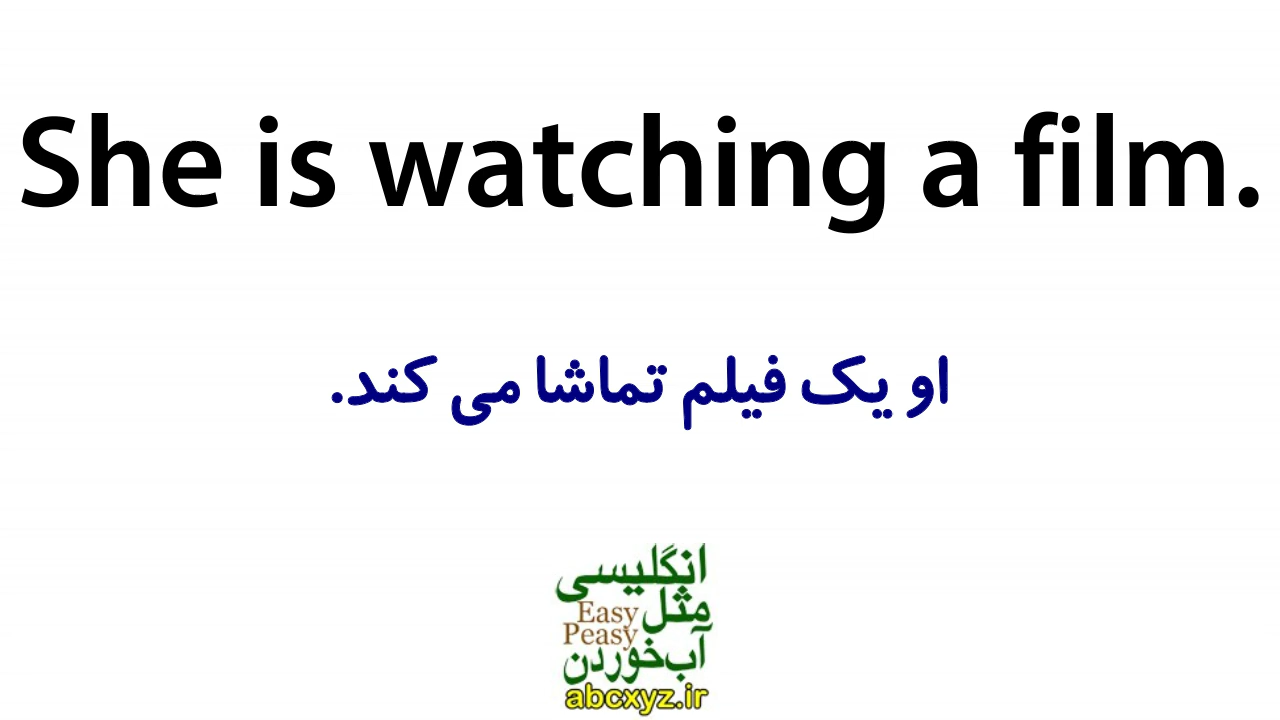 She is watching a film.
او یک فیلم تماشا می کند.
انگلیسی
مثل Easy
Peasy
آب‌خوردن
abcxyz.ir